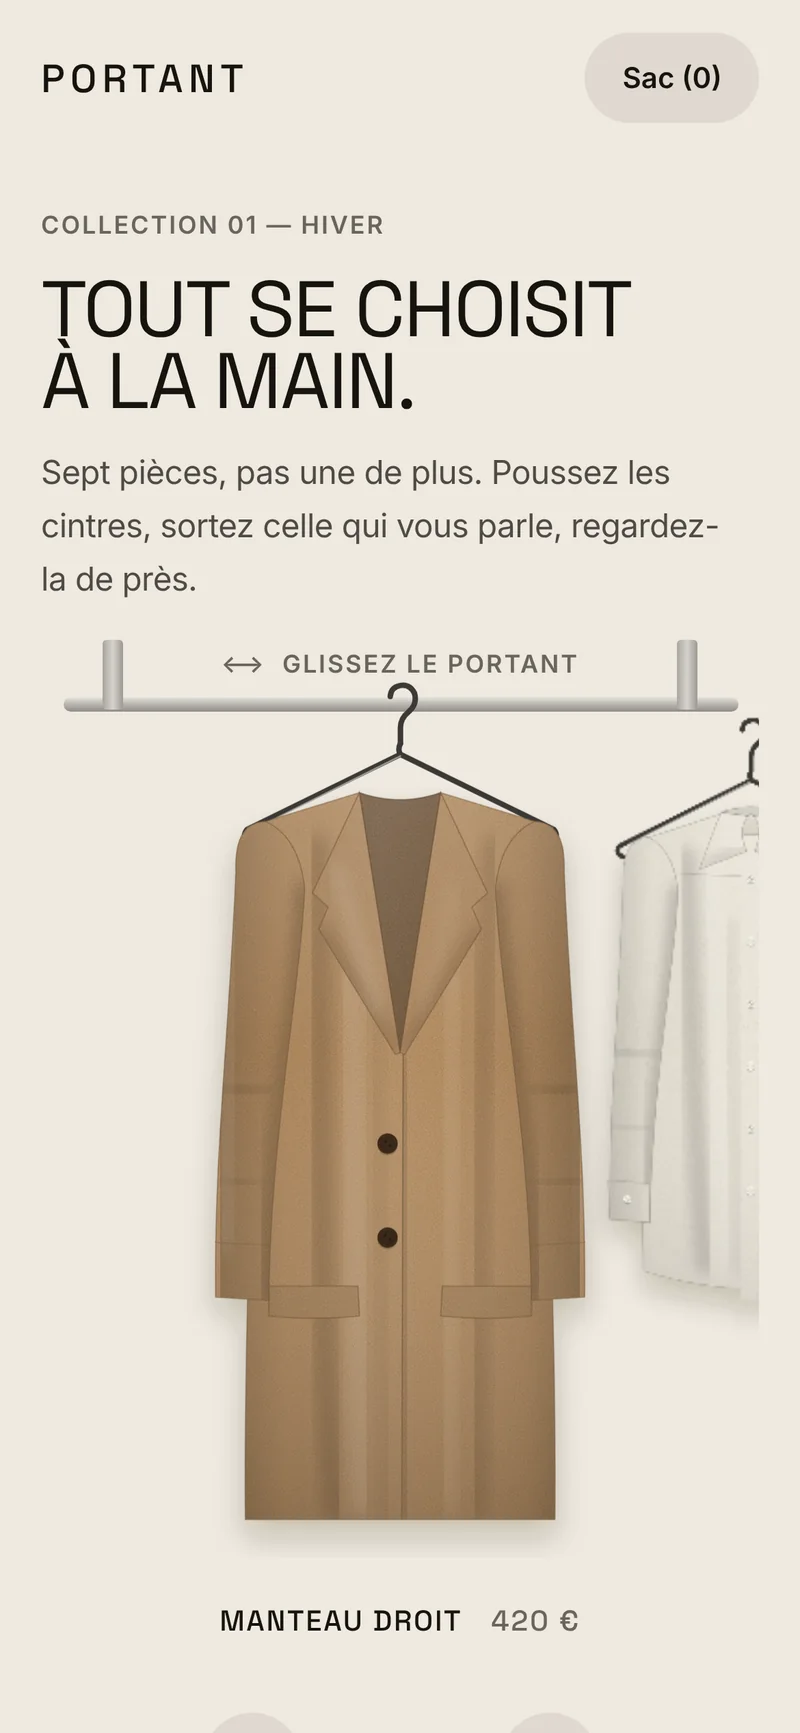 PORTANT
Sac (0)
COLLECTION 01 — HIVER
TOUT SE CHOISIT
À LA MAIN.
Sept pièces, pas une de plus. Poussez les
cintres, sortez celle qui vous parle, regardez-
la de près.
↔ GLISSEZ LE PORTANT
MANTEAU DROIT 420 €